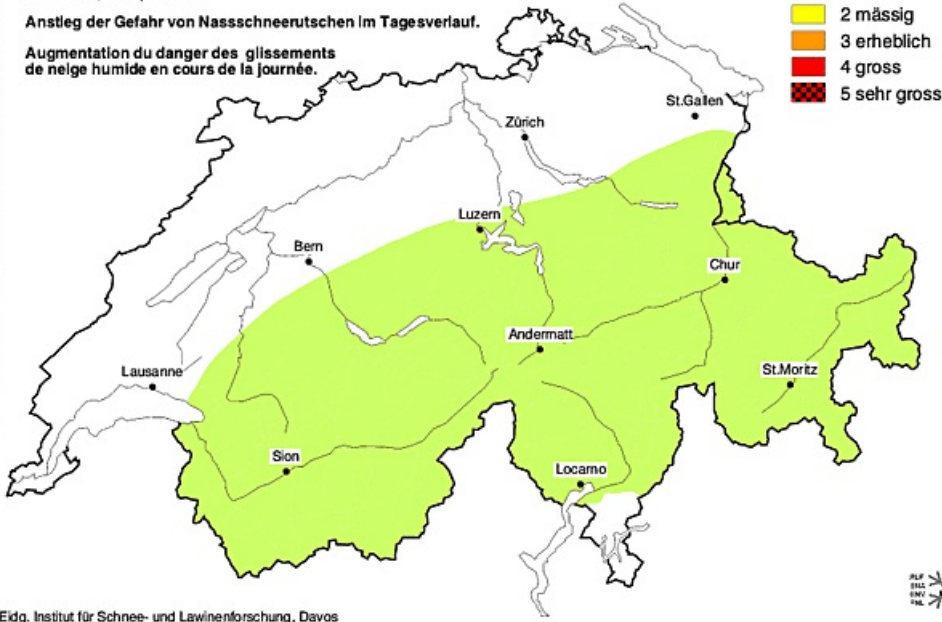 Anstieg der Gefahr von Nassschneerutschen im Tagesverlauf.
Augmentation du danger des glissements
de neige humide en cours de la journée.
2 mässig
3 erheblich
4 gross
5 sehr gross
St.Gallen
Zürich
Luzern
Bern
Chur
Andermatt
Lausanne
St.Moritz
Sion
Locarno
Eidg. Institut für Schnee- und Lawinenforschung, Davos